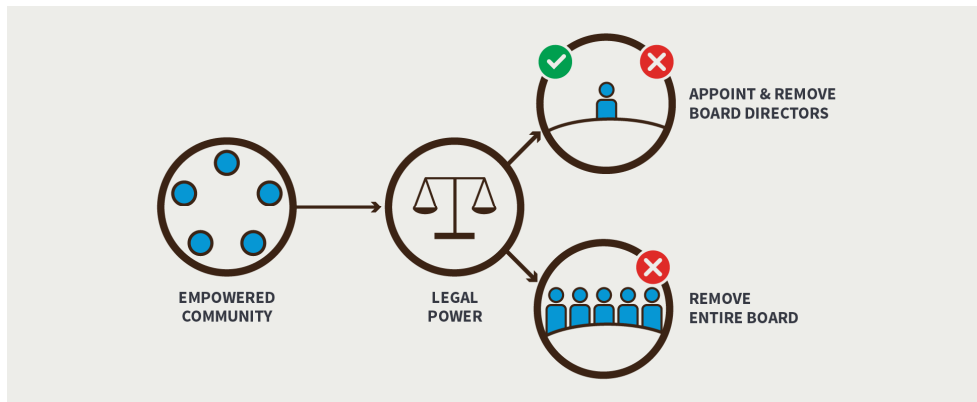 APPOINT & REMOVE
BOARD DIRECTORS
EMPOWERED
COMMUNITY
LEGAL
POWER
REMOVE
ENTIRE BOARD